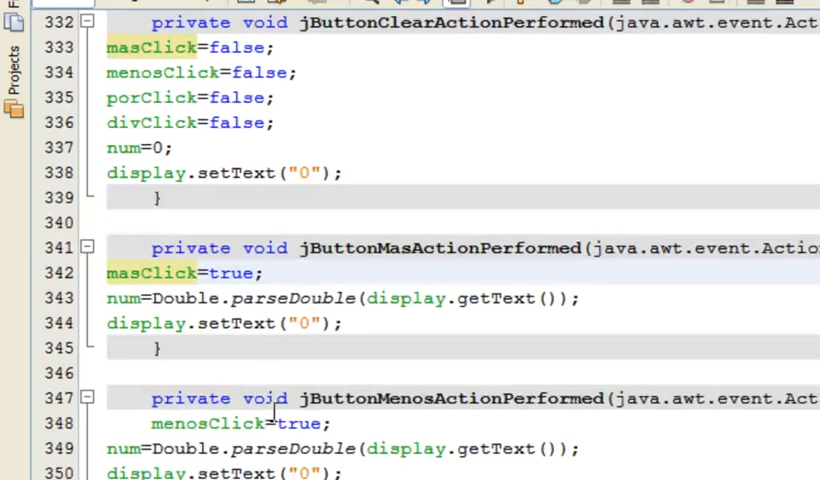 Projects
332 private void jButtonClearActionPerformed(java.awt.event.Act
333 masClick=false;
334 menosClick=false;
335 porClick=false;
336 divClick=false;
337 num=0;
338 display.setText("0");
339 }
340
341 private void jButtonMasActionPerformed(java.awt.event.Actio
342 masClick=true;
343 num=Double.parseDouble(display.getText());
344 display.setText("0");
345 }
346
347 private void jButtonMenosActionPerformed(java.awt.event.Act
348 menosClick=true;
349 num=Double.parseDouble(display.getText());
350 display.setText("0");